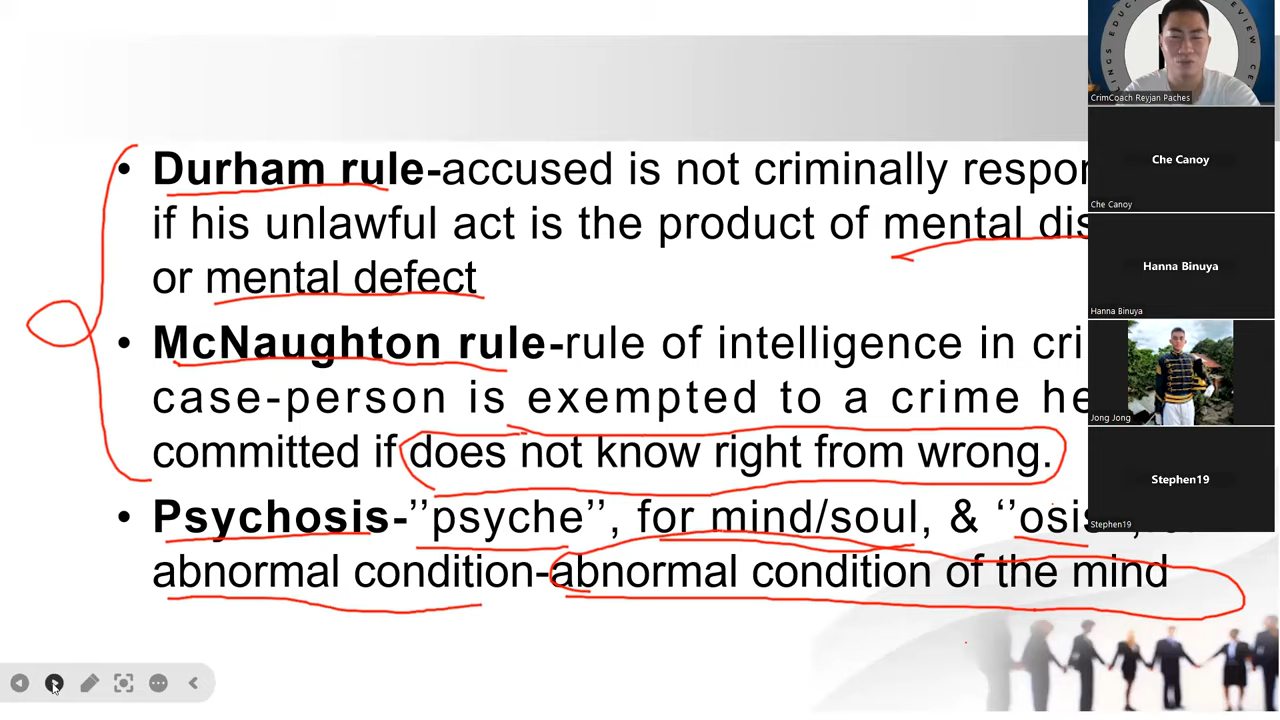 • Durham rule-accused is not criminally respon
if his unlawful act is the product of mental dis
or mental defect
• McNaughton rule-rule of intelligence in cri
case-person is exempted to a crime he
committed if does not know right from wrong.
• Psychosis-’’psyche’’, for mind/soul, & ‘’osis
abnormal condition-abnormal condition of the mind
CrimCoach Reyjan Paches
Che Canoy
Che Canoy
Hanna Binuya
Hanna Binuya
Jong Jong
Stephen19
Stephen19